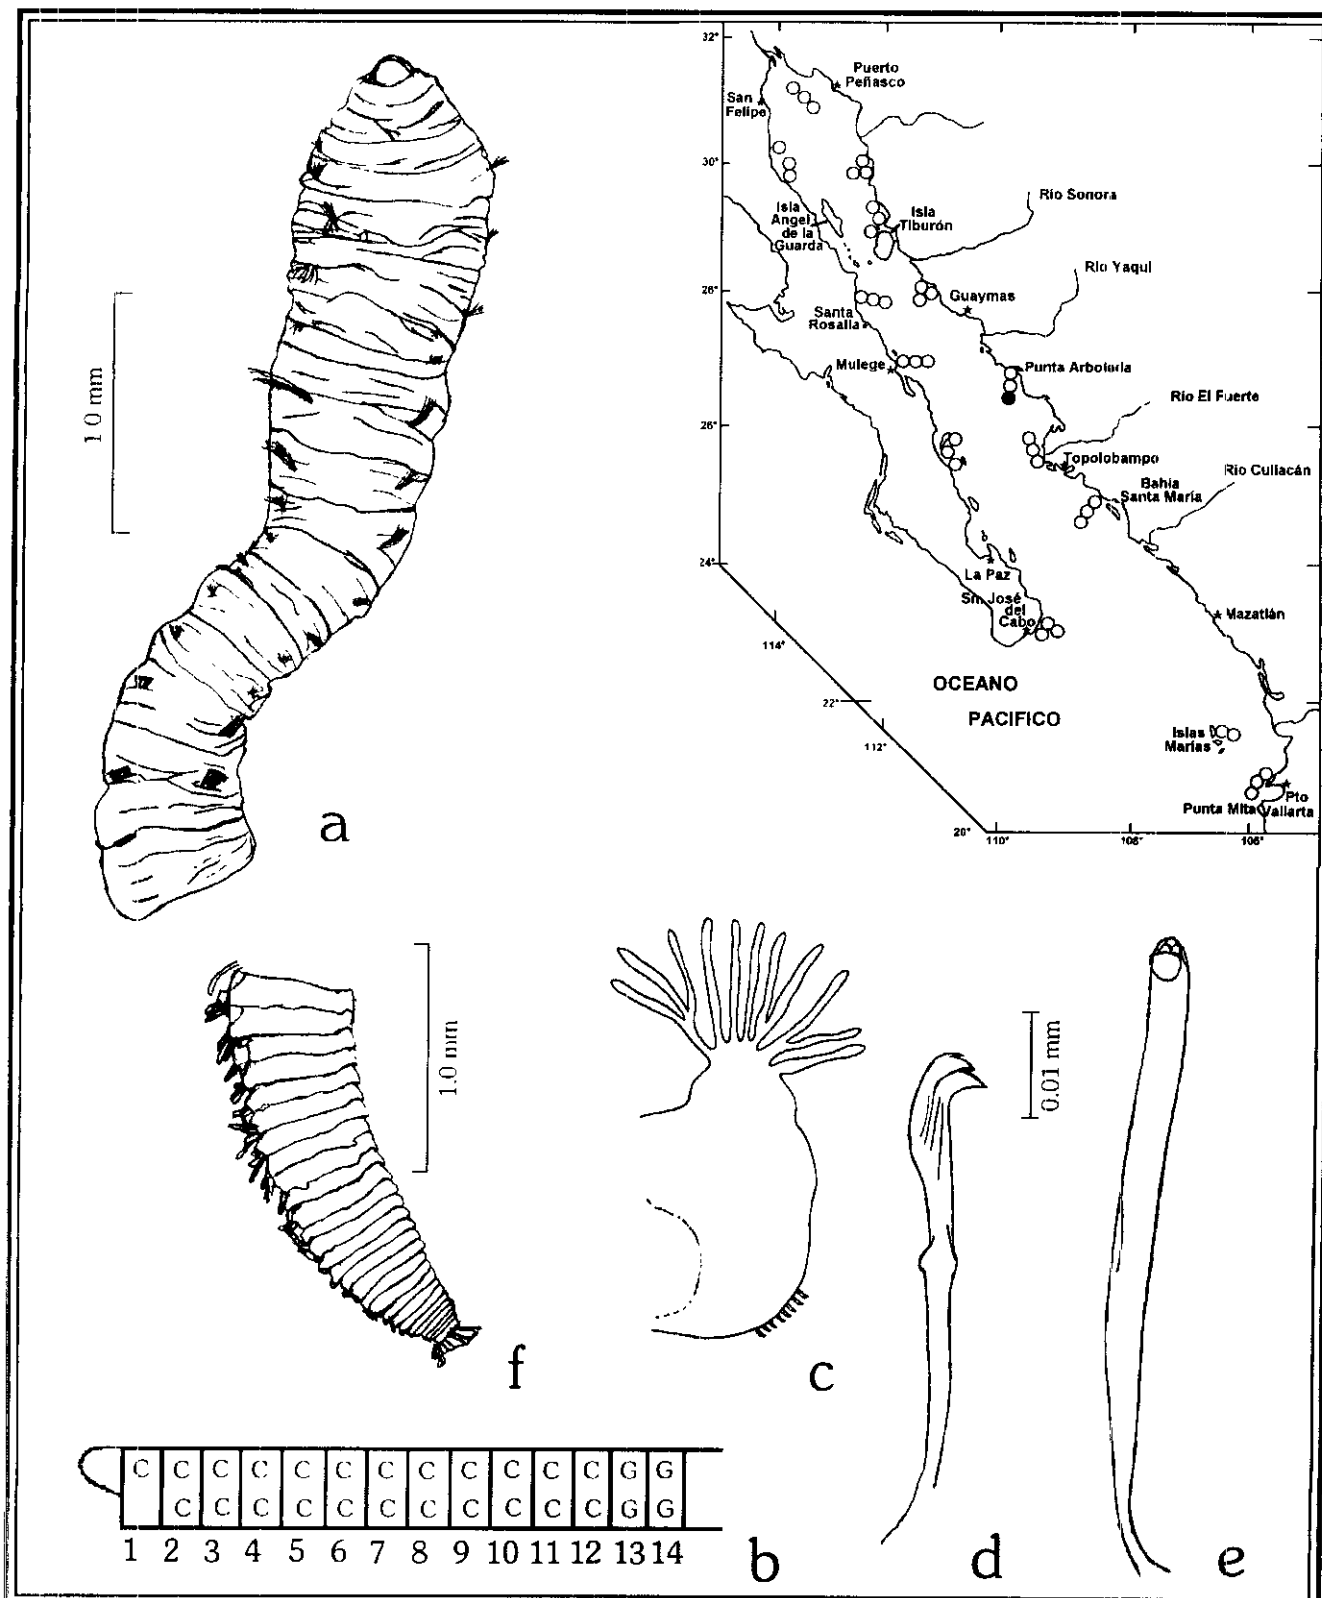 32°
Puerto
Peñasco
San
Felipe
30°
Río Sonora
Isla
Angel
de la
Guarda
Isla
Tiburón
Río Yaqui
28°
Guaymas
Santa
Rosalía
Mulege
Punta Arboleda
Río El Fuerte
26°
Topolobampo
Río Culiacán
Bahía
Santa María
24°
La Paz
Sn. José
del
Cabo
Mazatlán
114°
OCEANO
PACIFICO
22°
112°
Islas
Marías
Punta Mita
Pto
Vallarta
20°
110°
108°
106°
10 mm
a
1.0 mm
f
c
0.01 mm
d
e
C C C C C C C C C C C C G G
C C C C C C C C C C C G G
1 2 3 4 5 6 7 8 9 10 11 12 13 14
b